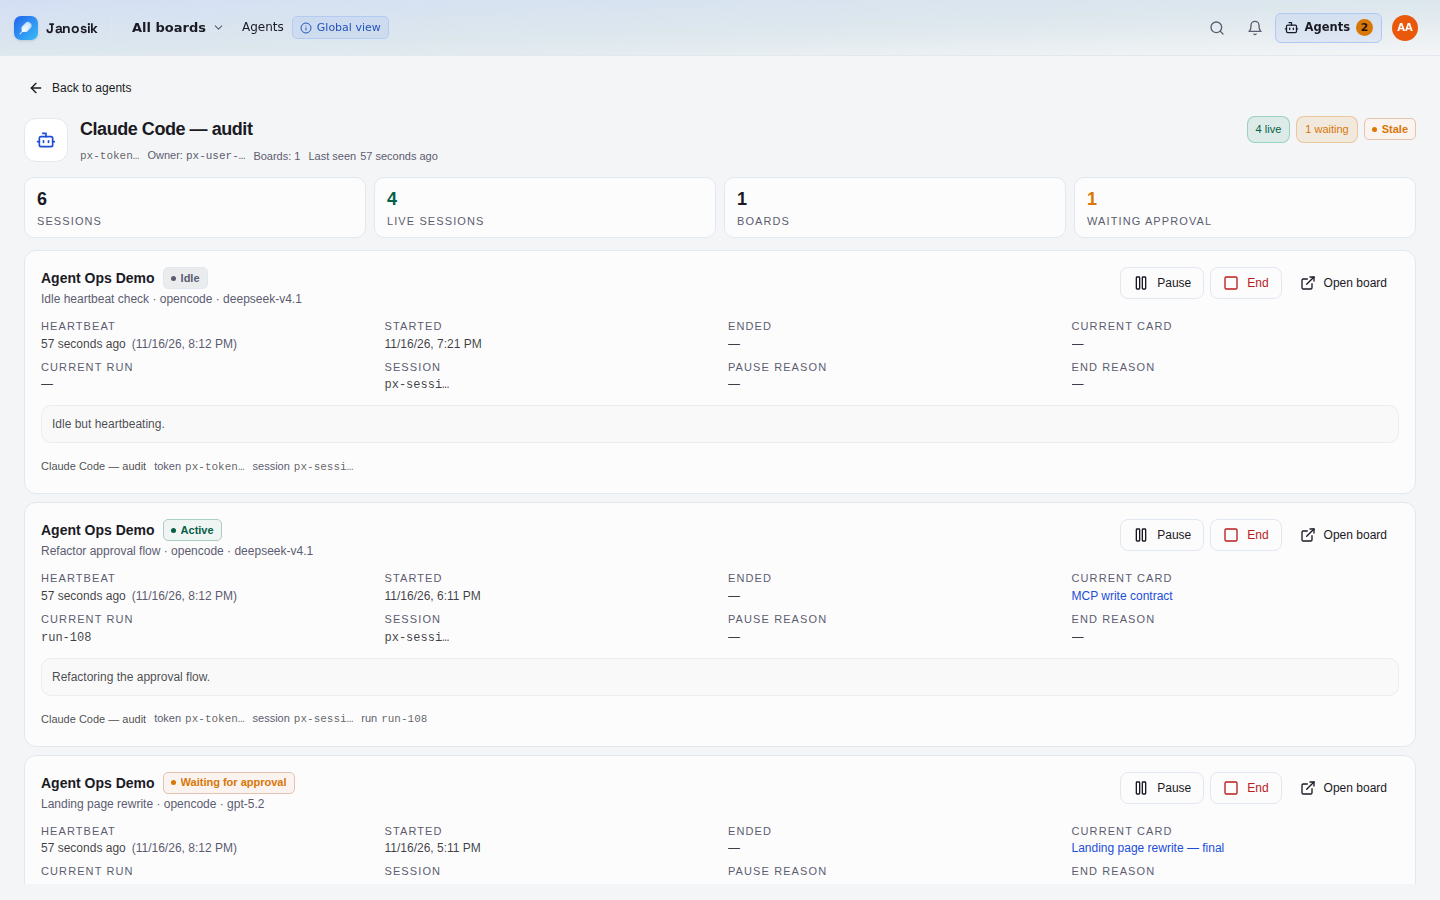 Janosik
All boards
Agents
Global view
Agents 2
AA
Back to agents
Claude Code — audit
px-token… Owner: px-user-… Boards: 1 Last seen 57 seconds ago
4 live
1 waiting
Stale
6
SESSIONS
4
LIVE SESSIONS
1
BOARDS
1
WAITING APPROVAL
Agent Ops Demo Idle
Pause End Open board
Idle heartbeat check · opencode · deepseek-v4.1
HEARTBEAT STARTED ENDED CURRENT CARD
57 seconds ago (11/16/26, 8:12 PM) 11/16/26, 7:21 PM — —
CURRENT RUN SESSION PAUSE REASON END REASON
— px-sessi… — —
Idle but heartbeating.
Claude Code — audit token px-token… session px-sessi…
Agent Ops Demo Active
Pause End Open board
Refactor approval flow · opencode · deepseek-v4.1
HEARTBEAT STARTED ENDED CURRENT CARD
57 seconds ago (11/16/26, 8:12 PM) 11/16/26, 6:11 PM — MCP write contract
CURRENT RUN SESSION PAUSE REASON END REASON
run-108 px-sessi… — —
Refactoring the approval flow.
Claude Code — audit token px-token… session px-sessi… run run-108
Agent Ops Demo Waiting for approval
Pause End Open board
Landing page rewrite · opencode · gpt-5.2
HEARTBEAT STARTED ENDED CURRENT CARD
57 seconds ago (11/16/26, 8:12 PM) 11/16/26, 5:11 PM — Landing page rewrite — final
CURRENT RUN SESSION PAUSE REASON END REASON